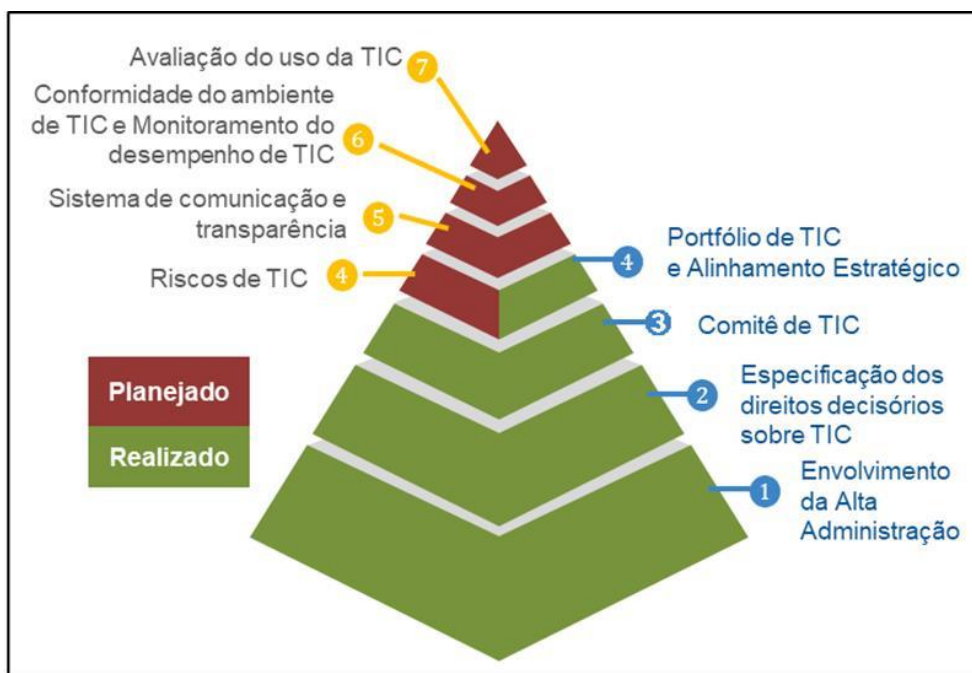 Avaliação do uso da TIC
7
Conformidade do ambiente
de TIC e Monitoramento do
desempenho de TIC
6
Sistema de comunicação e
transparência
5
Riscos de TIC
4
4
Portfólio de TIC
e Alinhamento Estratégico
3
Comitê de TIC
2
Especificação dos
direitos decisórios
sobre TIC
1
Envolvimento
da Alta
Administração
Planejado
Realizado